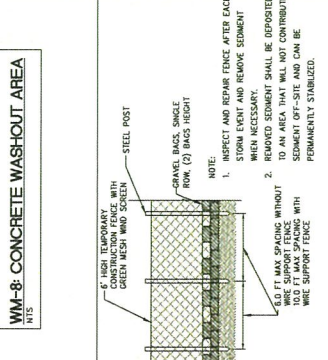 WM-8: CONCRETE WASHOUT AREA
NTS
6' HIGH TEMPORARY
CONSTRUCTION FENCE WITH
GREEN MESH WIND SCREEN
STEEL POST
GRAVEL BAGS, SINGLE
ROW, (2) BAGS HEIGHT
NOTE:
1. INSPECT AND REPAIR FENCE AFTER EACH
STORM EVENT AND REMOVE SEDIMENT
WHEN NECESSARY.
2. REMOVED SEDIMENT SHALL BE DEPOSITED
TO AN AREA THAT WILL NOT CONTRIBUT
SEDIMENT OFF-SITE AND CAN BE
PERMANENTLY STABILIZED.
6.0 FT MAX SPACING WITHOUT
WIRE SUPPORT FENCE
10.0 FT MAX SPACING WITH
WIRE SUPPORT FENCE